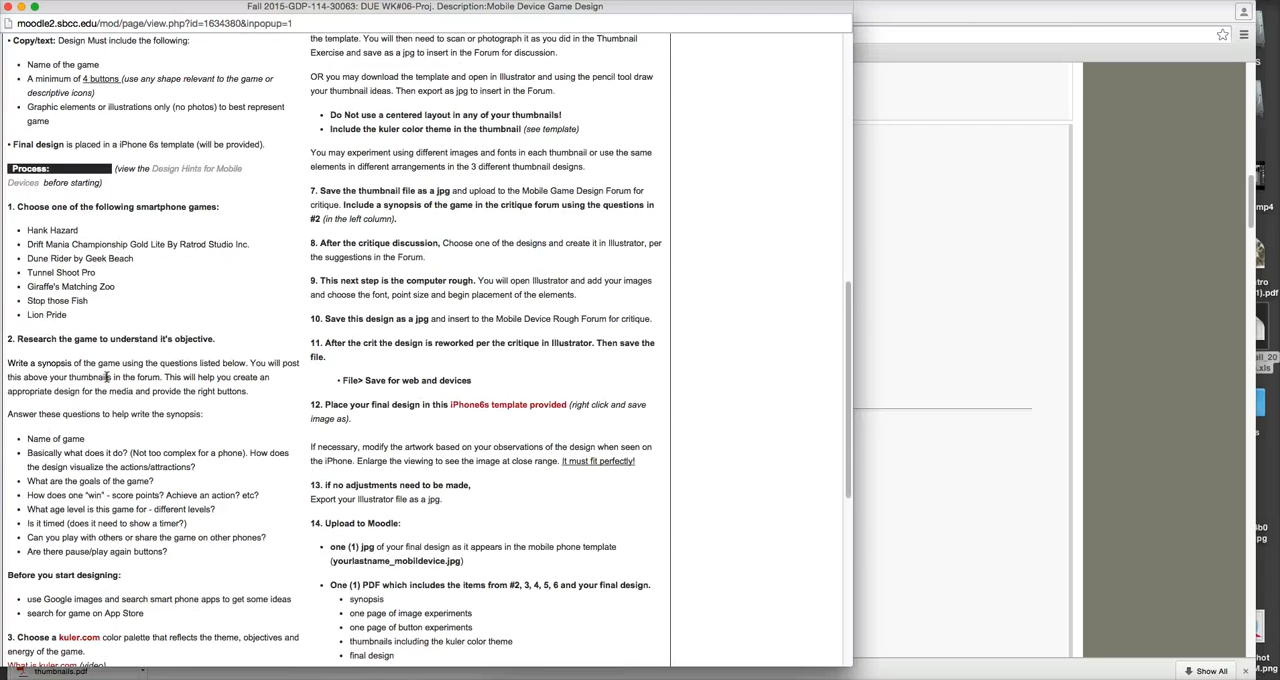 Fall 2015-GDP-114-30063: DUE WK#06-Proj. Description:Mobile Device Game Design
moodle2.sbcc.edu/mod/page/view.php?id=1634380&inpopup=1
• Copy/text: Design Must include the following:
Name of the game
A minimum of 4 buttons (use any shape relevant to the game or
descriptive icons)
Graphic elements or illustrations only (no photos) to best represent
game
• Final design is placed in a iPhone 6s template (will be provided).
Process: (view the Design Hints for Mobile
Devices before starting)
1. Choose one of the following smartphone games:
Hank Hazard
Drift Mania Championship Gold Lite By Ratrod Studio Inc.
Dune Rider by Geek Beach
Tunnel Shoot Pro
Giraffe's Matching Zoo
Stop those Fish
Lion Pride
2. Research the game to understand it's objective.
Write a synopsis of the game using the questions listed below. You will post
this above your thumbnails in the forum. This will help you create an
appropriate design for the media and provide the right buttons.
Answer these questions to help write the synopsis:
Name of game
Basically what does it do? (Not too complex for a phone). How does
the design visualize the actions/attractions?
What are the goals of the game?
How does one "win" - score points? Achieve an action? etc?
What age level is this game for - different levels?
Is it timed (does it need to show a timer?)
Can you play with others or share the game on other phones?
Are there pause/play again buttons?
Before you start designing:
use Google images and search smart phone apps to get some ideas
search for game on App Store
3. Choose a kuler.com color palette that reflects the theme, objectives and
energy of the game.
What is kuler.com (video)
the template. You will then need to scan or photograph it as you did in the Thumbnail
Exercise and save as a jpg to insert in the Forum for discussion.
OR you may download the template and open in Illustrator and using the pencil tool draw
your thumbnail ideas. Then export as jpg to insert in the Forum.
Do Not use a centered layout in any of your thumbnails!
Include the kuler color theme in the thumbnail (see template)
You may experiment using different images and fonts in each thumbnail or use the same
elements in different arrangements in the 3 different thumbnail designs.
7. Save the thumbnail file as a jpg and upload to the Mobile Game Design Forum for
critique. Include a synopsis of the game in the critique forum using the questions in
#2 (in the left column).
8. After the critique discussion, Choose one of the designs and create it in Illustrator, per
the suggestions in the Forum.
9. This next step is the computer rough. You will open Illustrator and add your images
and choose the font, point size and begin placement of the elements.
10. Save this design as a jpg and insert to the Mobile Device Rough Forum for critique.
11. After the crit the design is reworked per the critique in Illustrator. Then save the
file.
• File> Save for web and devices
12. Place your final design in this iPhone6s template provided (right click and save
image as).
If necessary, modify the artwork based on your observations of the design when seen on
the iPhone. Enlarge the viewing to see the image at close range. It must fit perfectly!
13. if no adjustments need to be made,
Export your Illustrator file as a jpg.
14. Upload to Moodle:
one (1) jpg of your final design as it appears in the mobile phone template
(yourlastname_mobildevice.jpg)
One (1) PDF which includes the items from #2, 3, 4, 5, 6 and your final design.
synopsis
one page of image experiments
one page of button experiments
thumbnails including the kuler color theme
final design
thumbnails.pdf
Show All
mp4
tro
).pdf
all_20
.xls
b0
pg
hot
M.png